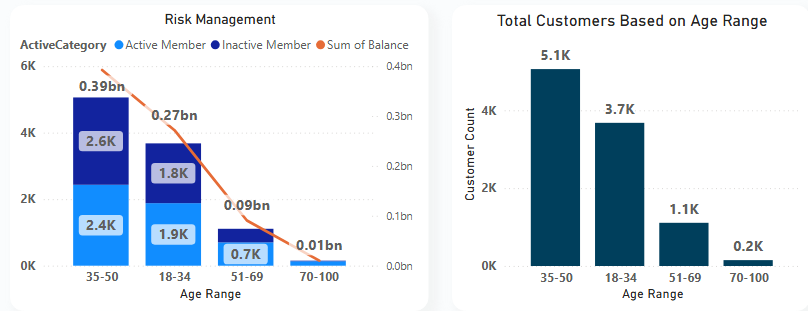 Risk Management
ActiveCategory Active Member Inactive Member Sum of Balance
6K
4K
2K
0K
0.4bn
0.3bn
0.2bn
0.1bn
0.0bn
0.39bn
0.27bn
0.09bn
0.01bn
2.6K
1.8K
2.4K
1.9K
0.7K
35-50 18-34 51-69 70-100
Age Range
Total Customers Based on Age Range
Customer Count
4K
2K
0K
5.1K
3.7K
1.1K
0.2K
35-50 18-34 51-69 70-100
Age Range